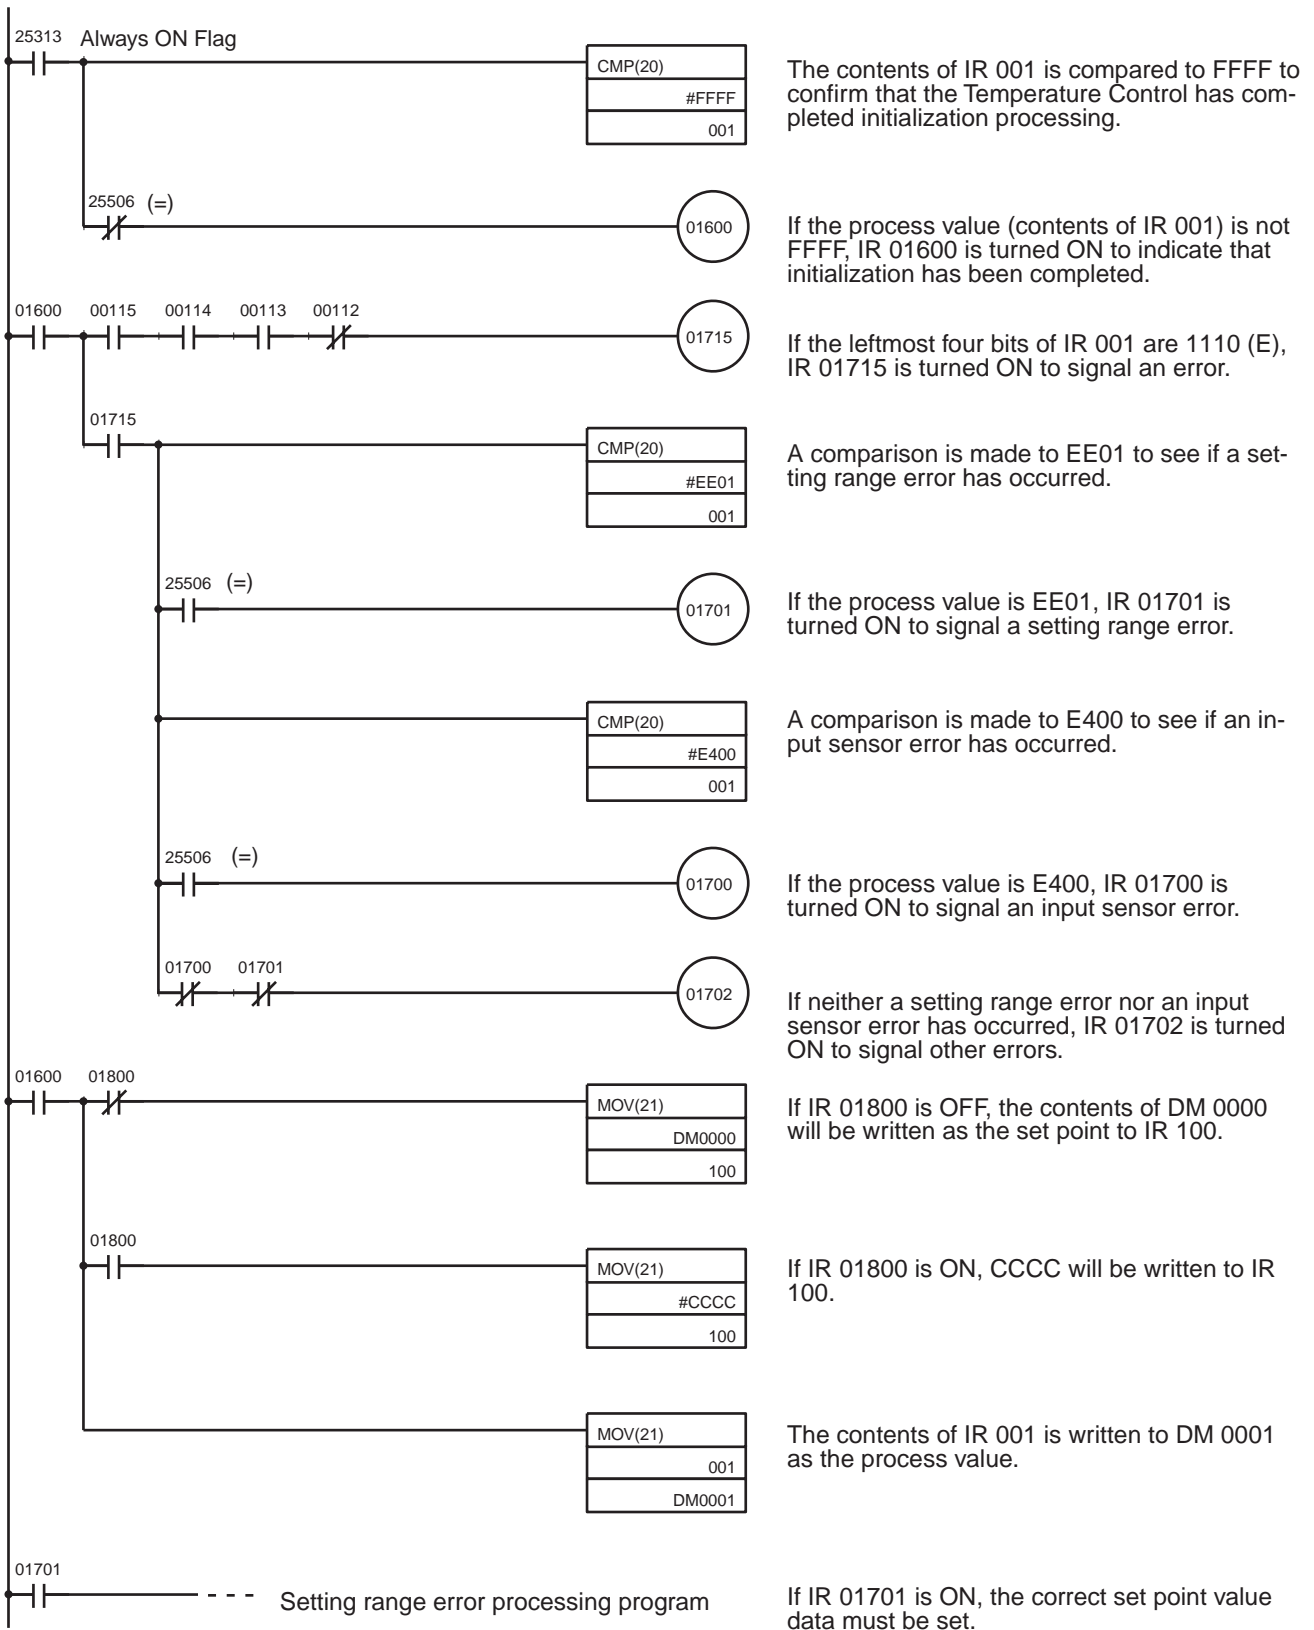 25313 Always ON Flag
CMP(20)
#FFFF
001
The contents of IR 001 is compared to FFFF to
confirm that the Temperature Control has com-
pleted initialization processing.
25506 (=)
01600
If the process value (contents of IR 001) is not
FFFF, IR 01600 is turned ON to indicate that
initialization has been completed.
01600 00115 00114 00113 00112
01715
If the leftmost four bits of IR 001 are 1110 (E),
IR 01715 is turned ON to signal an error.
01715
CMP(20)
#EE01
001
A comparison is made to EE01 to see if a set-
ting range error has occurred.
25506 (=)
01701
If the process value is EE01, IR 01701 is
turned ON to signal a setting range error.
CMP(20)
#E400
001
A comparison is made to E400 to see if an in-
put sensor error has occurred.
25506 (=)
01700
If the process value is E400, IR 01700 is
turned ON to signal an input sensor error.
01700 01701
01702
If neither a setting range error nor an input
sensor error has occurred, IR 01702 is turned
ON to signal other errors.
01600 01800
MOV(21)
DM0000
100
If IR 01800 is OFF, the contents of DM 0000
will be written as the set point to IR 100.
01800
MOV(21)
#CCCC
100
If IR 01800 is ON, CCCC will be written to IR
100.
MOV(21)
001
DM0001
The contents of IR 001 is written to DM 0001
as the process value.
01701
Setting range error processing program
If IR 01701 is ON, the correct set point value
data must be set.